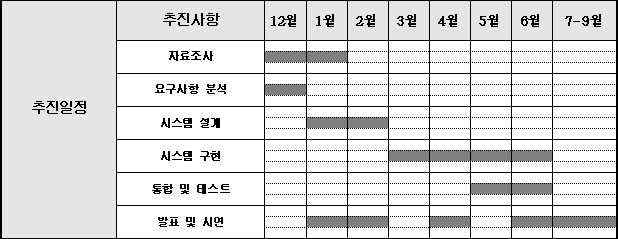 추진사항 12월 1월 2월 3월 4월 5월 6월 7-9월
자료조사
요구사항 분석
추진일정
시스템 설계
시스템 구현
통합 및 테스트
발표 및 시연